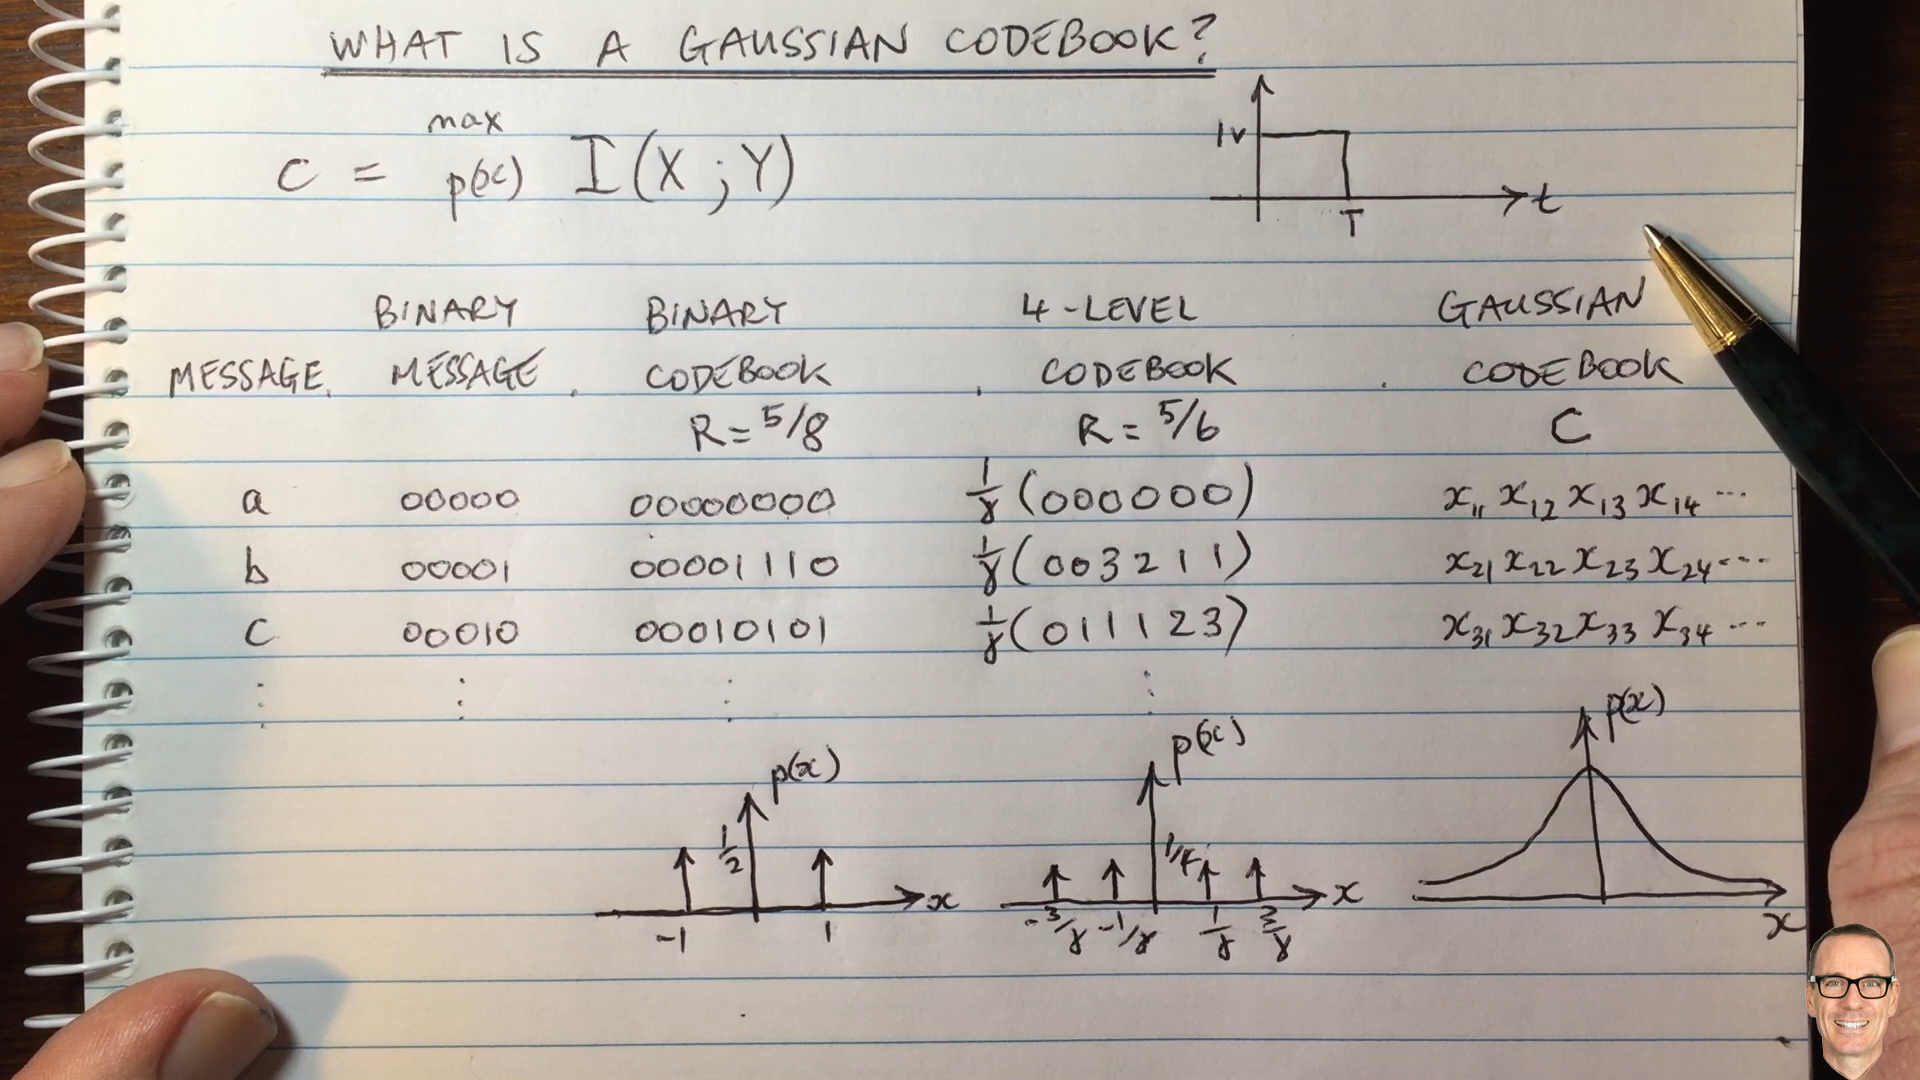 WHAT IS A GAUSSIAN CODEBOOK?
C = max p(x) I(X;Y)
1v
t
T
BINARY BINARY 4-LEVEL GAUSSIAN
MESSAGE MESSAGE CODEBOOK CODEBOOK CODEBOOK
R = 5/8 R = 5/6 C
a 00000 00000000 1/γ (000000) x11 x12 x13 x14 ...
b 00001 00001110 1/γ (003211) x21 x22 x23 x24 ...
c 00010 00010101 1/γ (011123) x31 x32 x33 x34 ...
⋮ ⋮ ⋮ ⋮
p(x) p(x) p(x)
1/2 1/4
x x x
-1 1 -3/γ -1/γ 1/γ 3/γ